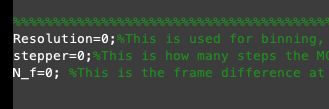 %%%%%%%%%%%%%%%%%%%%%%%%%%%%%%%%%%%%%%%%%%%%%
Resolution=0;%This is used for binning,
stepper=0;%This is how many steps the MO
N_f=0; %This is the frame difference at